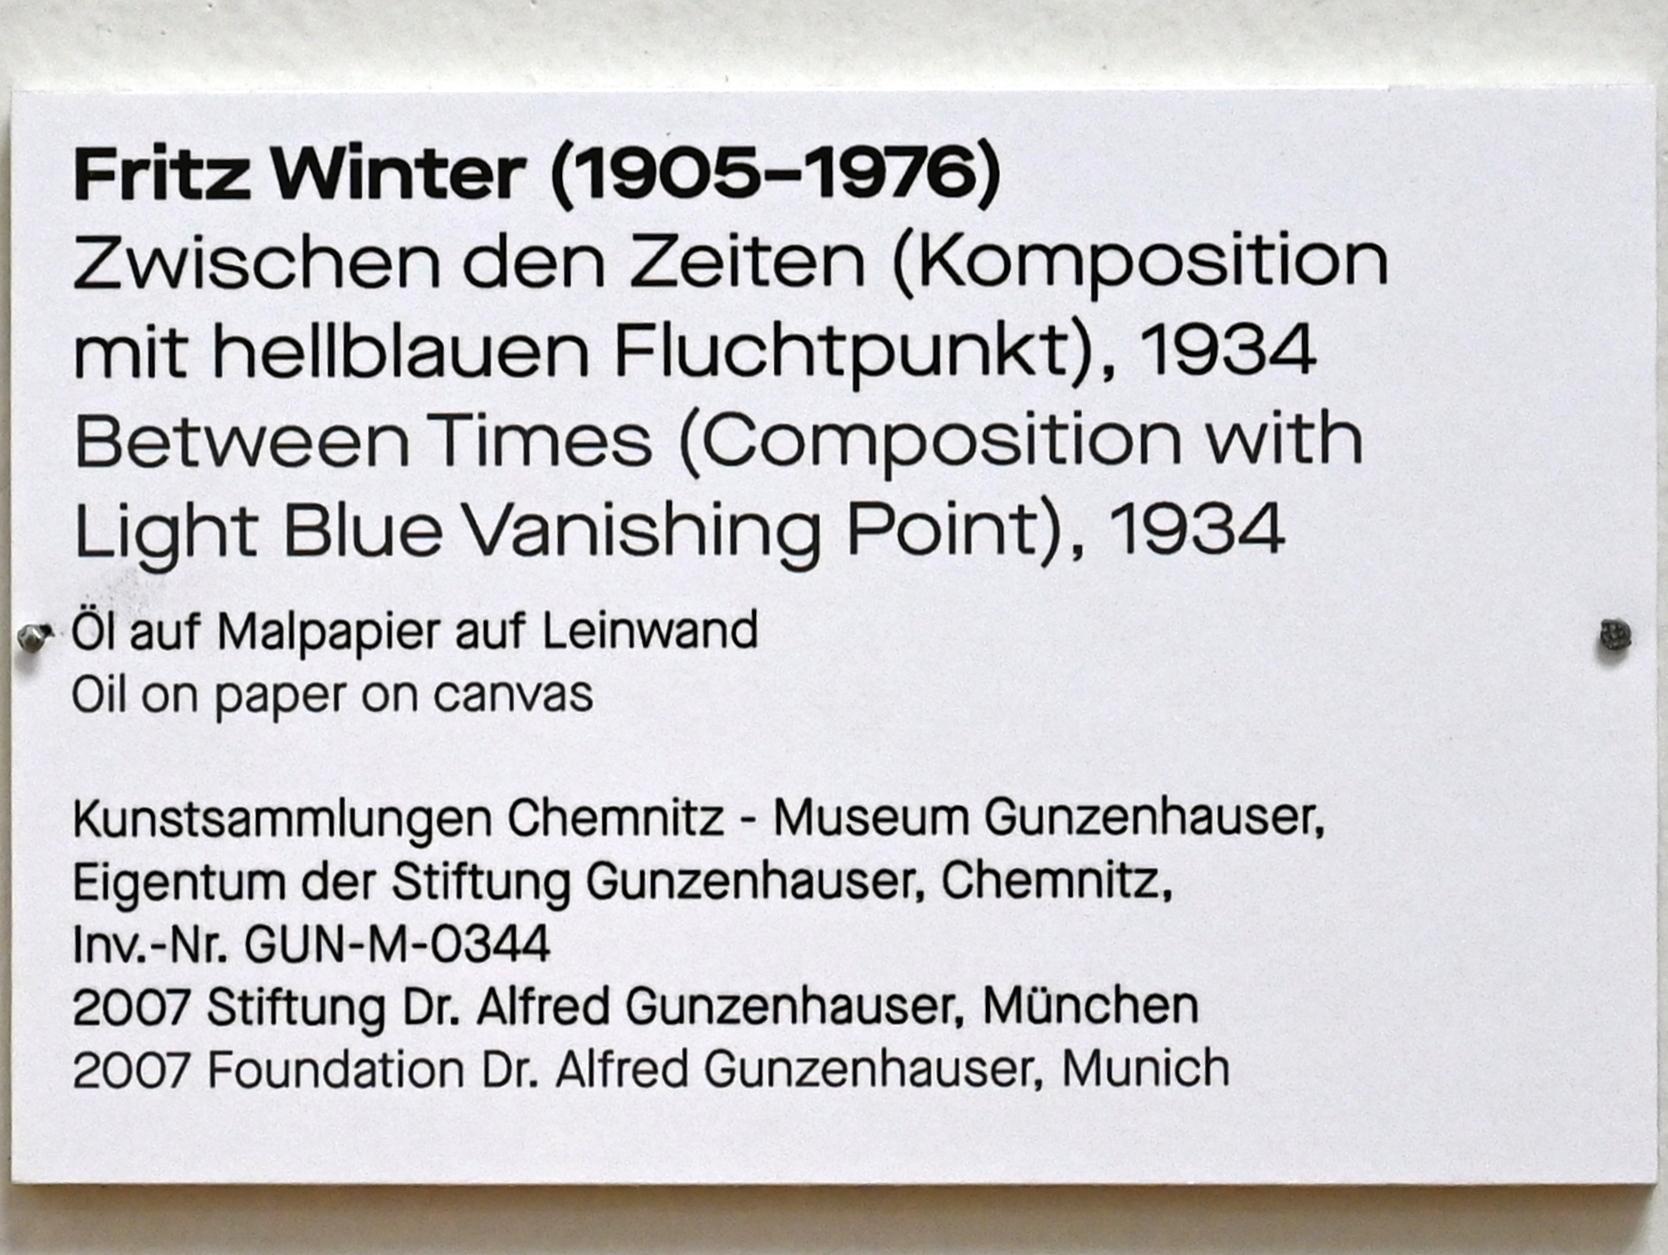 Fritz Winter (1905–1976)
Zwischen den Zeiten (Komposition
mit hellblauen Fluchtpunkt), 1934
Between Times (Composition with
Light Blue Vanishing Point), 1934
Öl auf Malpapier auf Leinwand
Oil on paper on canvas
Kunstsammlungen Chemnitz - Museum Gunzenhauser,
Eigentum der Stiftung Gunzenhauser, Chemnitz,
Inv.-Nr. GUN-M-0344
2007 Stiftung Dr. Alfred Gunzenhauser, München
2007 Foundation Dr. Alfred Gunzenhauser, Munich